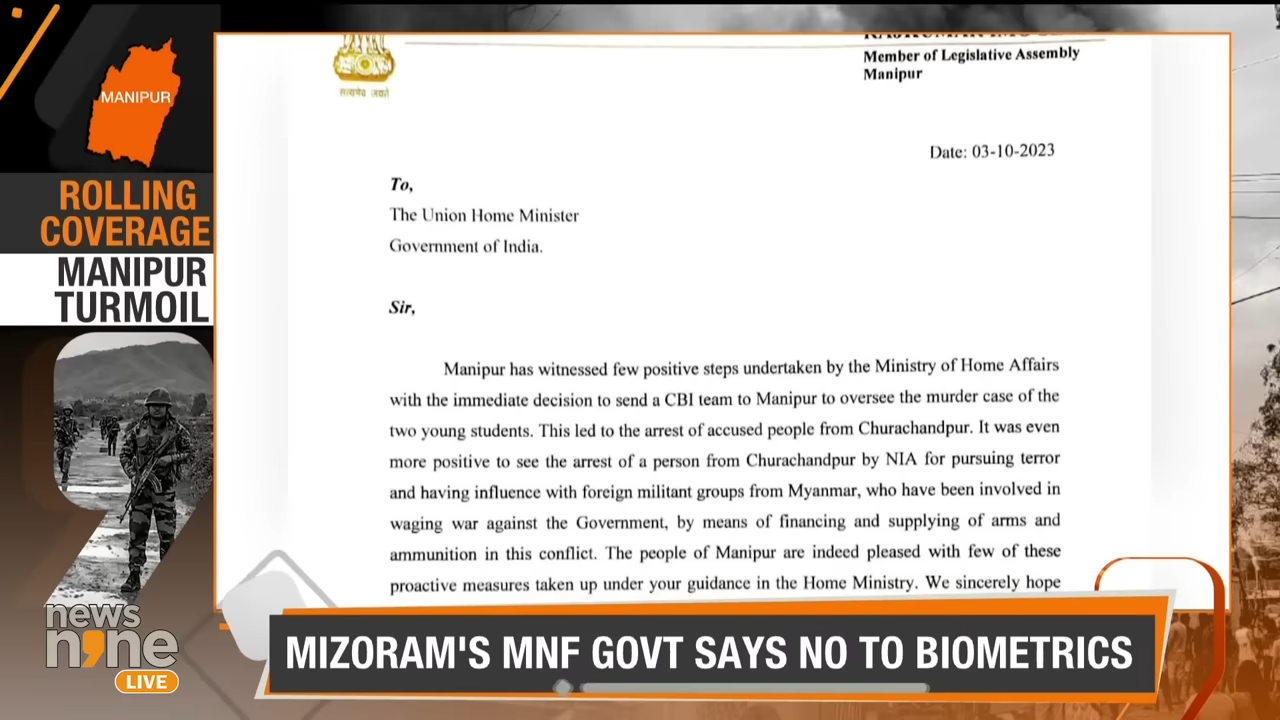 MANIPUR
ROLLING
COVERAGE
MANIPUR
TURMOIL
सत्यमेव जयते
Member of Legislative Assembly
Manipur
Date: 03-10-2023
To,
The Union Home Minister
Government of India.
Sir,
Manipur has witnessed few positive steps undertaken by the Ministry of Home Affairs
with the immediate decision to send a CBI team to Manipur to oversee the murder case of the
two young students. This led to the arrest of accused people from Churachandpur. It was even
more positive to see the arrest of a person from Churachandpur by NIA for pursuing terror
and having influence with foreign militant groups from Myanmar, who have been involved in
waging war against the Government, by means of financing and supplying of arms and
ammunition in this conflict. The people of Manipur are indeed pleased with few of these
proactive measures taken up under your guidance in the Home Ministry. We sincerely hope
MIZORAM'S MNF GOVT SAYS NO TO BIOMETRICS
news
n9ne
LIVE